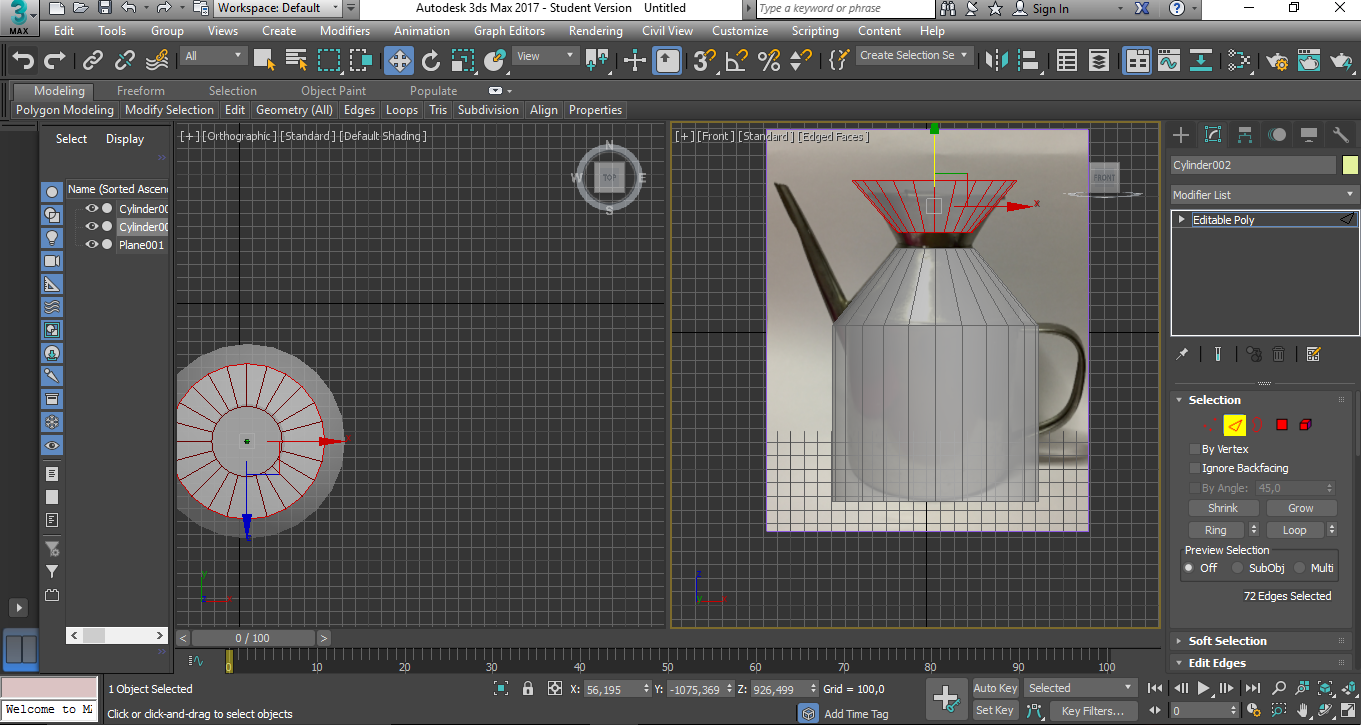 3
MAX
Workspace: Default
Autodesk 3ds Max 2017 - Student Version Untitled
Type a keyword or phrase
Sign In
Edit Tools Group Views Create Modifiers Animation Graph Editors Rendering Civil View Customize Scripting Content Help
All
View
3
Create Selection Se
Modeling Freeform Selection Object Paint Populate
Polygon Modeling Modify Selection Edit Geometry (All) Edges Loops Tris Subdivision Align Properties
Select Display
Name (Sorted Ascen
Cylinder00
Cylinder00
Plane001
[+] [Orthographic] [Standard] [Default Shading]
N
W TOP E
S
x
y
z x
[+] [Front] [Standard] [Edged Faces]
FRONT
x
z
y x
Cylinder002
Modifier List
Editable Poly
Selection
By Vertex
Ignore Backfacing
By Angle: 45,0
Shrink Grow
Ring Loop
Preview Selection
Off SubObj Multi
72 Edges Selected
Soft Selection
Edit Edges
< 0 / 100 >
0 10 20 30 40 50 60 70 80 90 100
1 Object Selected
X: 56,195 Y: -1075,369 Z: 926,499 Grid = 100,0
Auto Key Selected
Welcome to MA
Click or click-and-drag to select objects
Add Time Tag
Set Key Key Filters...
0